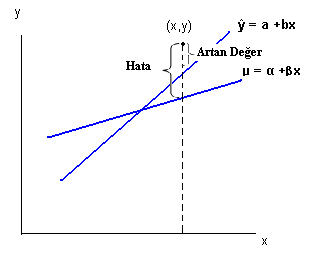 y
(x,y)
ŷ = a +bx
Artan Değer
Hata
μ = α +βx
x